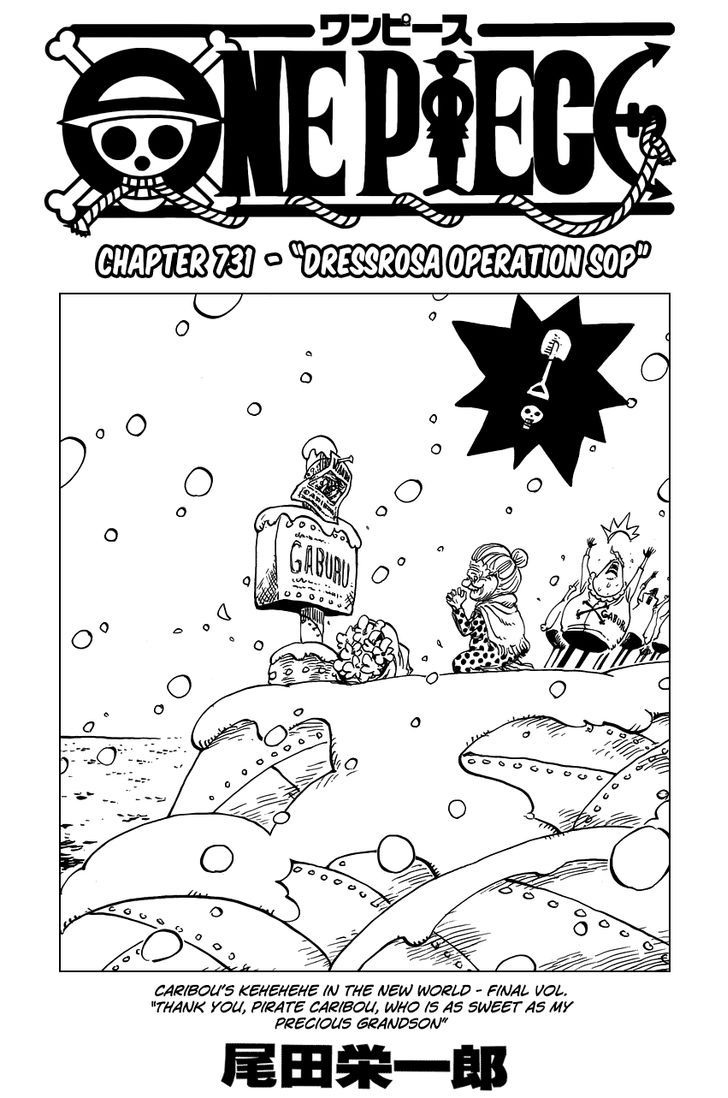 ワンピース
ONE PIECE
CHAPTER 731 - "DRESSROSA OPERATION SOP"
GABURU
GABURU
CARIBOU'S KEHEHEHE IN THE NEW WORLD - FINAL VOL.
"THANK YOU, PIRATE CARIBOU, WHO IS AS SWEET AS MY
PRECIOUS GRANDSON"
尾田栄一郎